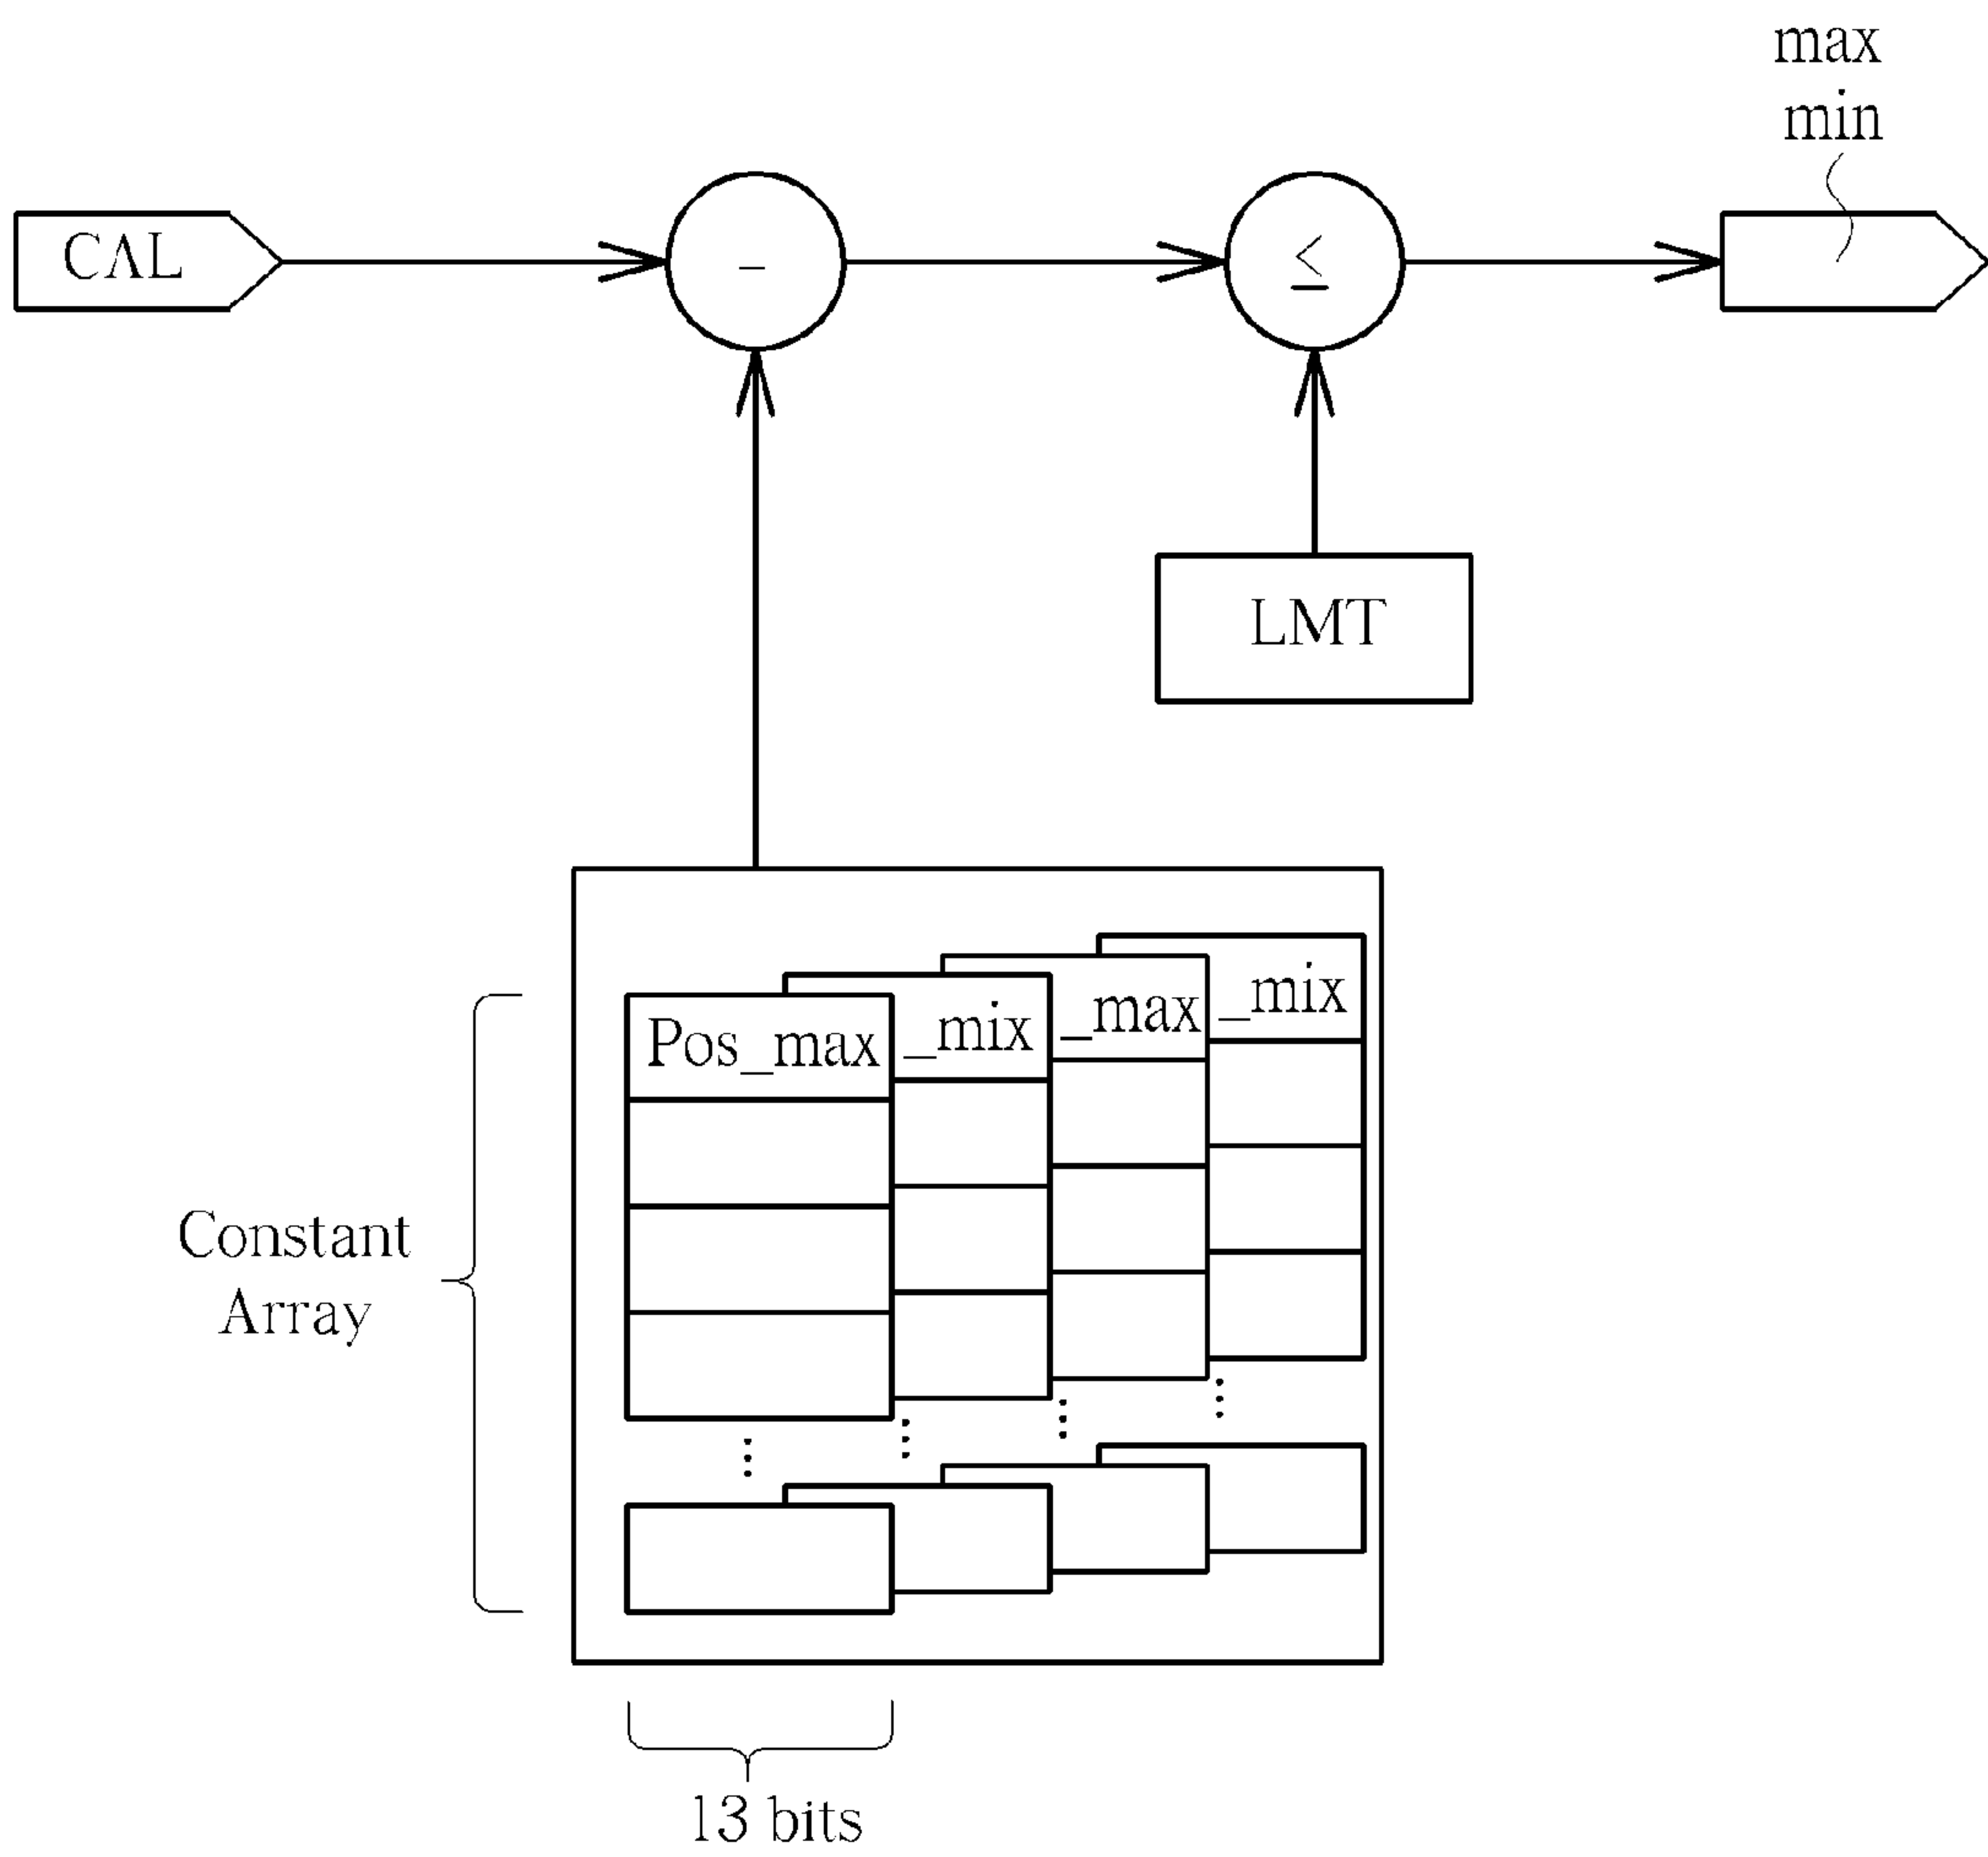 max
min
CAL
–
≤
LMT
Pos_max
_mix
_max
_mix
Constant
Array
13 bits